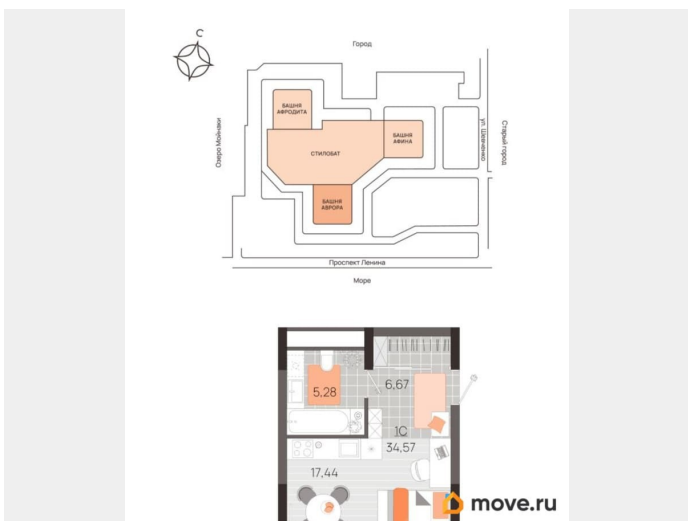 С
Город
БАШНЯ
АФРОДИТА
Озеро Мойнаки
СТИЛОБАТ
БАШНЯ
АФИНА
ул. Шевченко
Старый город
БАШНЯ
АВРОРА
Проспект Ленина
Море
5,28
6,67
1С
34,57
17,44
move.ru